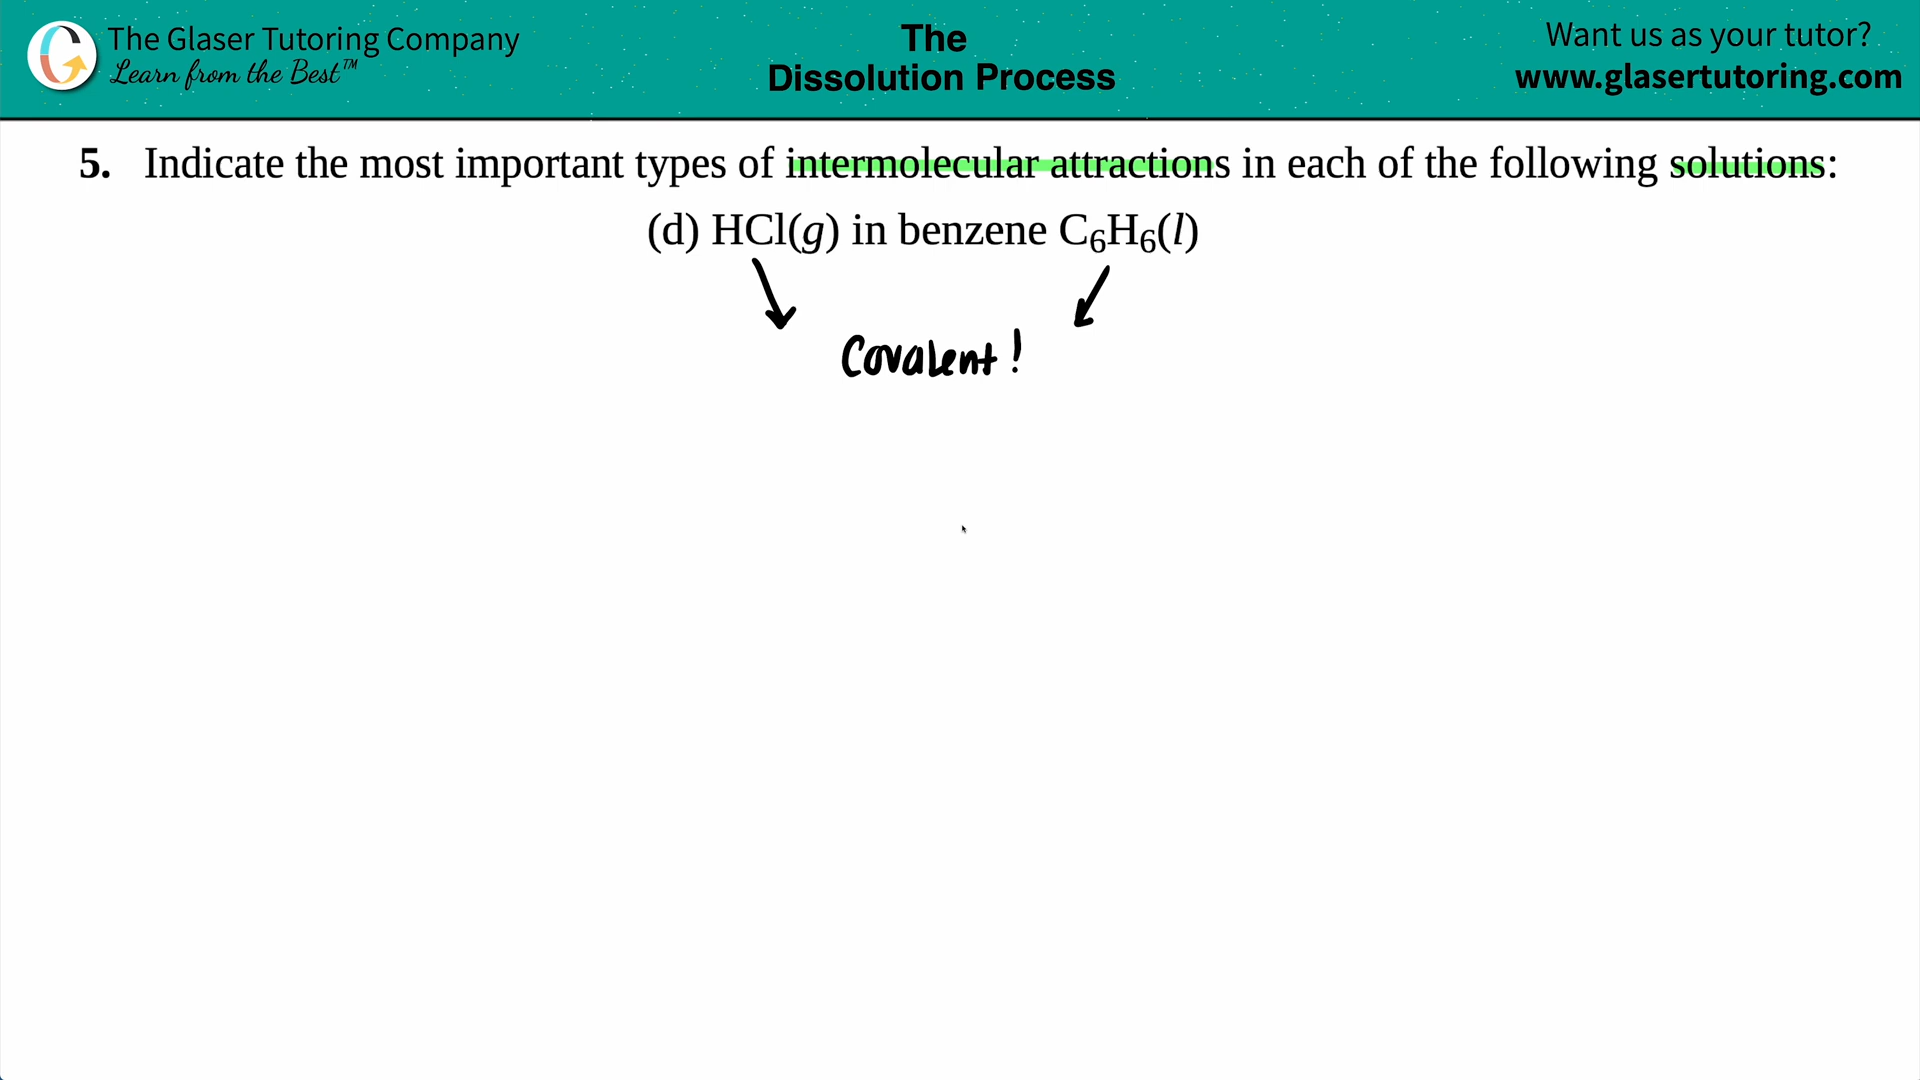 The Glaser Tutoring Company
Learn from the Best™
The
Dissolution Process
Want us as your tutor?
www.glasertutoring.com
5. Indicate the most important types of intermolecular attractions in each of the following solutions:
(d) HCl(g) in benzene C₆H₆(l)
Covalent!